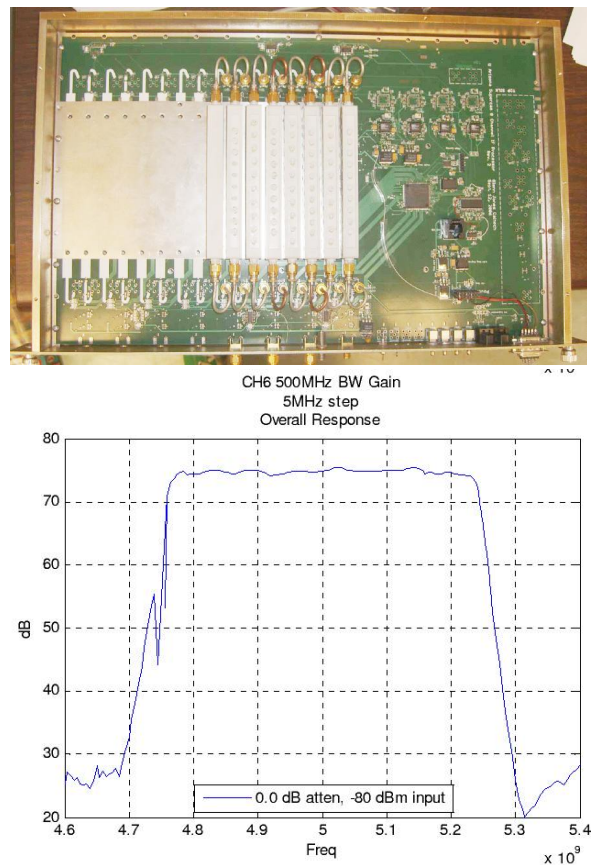 CH6 500MHz BW Gain
5MHz step
Overall Response
80
70
60
50
40
30
20
dB
0.0 dB atten, -80 dBm input
4.6 4.7 4.8 4.9 5 5.1 5.2 5.3 5.4
Freq
x 10^9